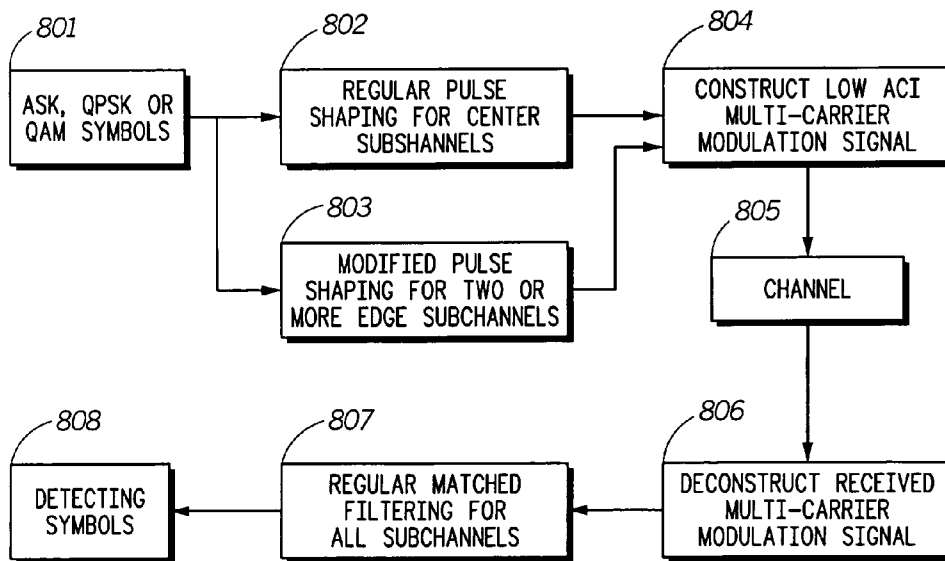 801
ASK, QPSK OR
QAM SYMBOLS
802
REGULAR PULSE
SHAPING FOR CENTER
SUBSHANNELS
803
MODIFIED PULSE
SHAPING FOR TWO OR
MORE EDGE SUBCHANNELS
804
CONSTRUCT LOW ACI
MULTI-CARRIER
MODULATION SIGNAL
805
CHANNEL
806
DECONSTRUCT RECEIVED
MULTI-CARRIER
MODULATION SIGNAL
807
REGULAR MATCHED
FILTERING FOR
ALL SUBCHANNELS
808
DETECTING
SYMBOLS